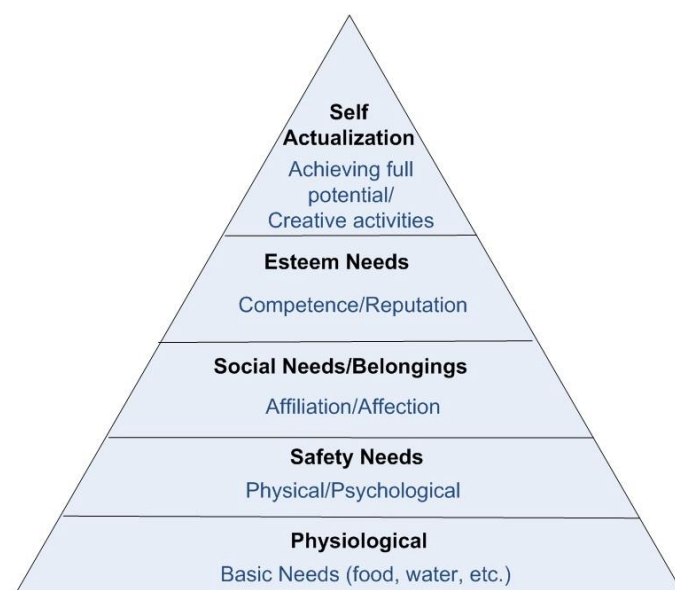 Self
Actualization
Achieving full
potential/
Creative activities
Esteem Needs
Competence/Reputation
Social Needs/Belongings
Affiliation/Affection
Safety Needs
Physical/Psychological
Physiological
Basic Needs (food, water, etc.)